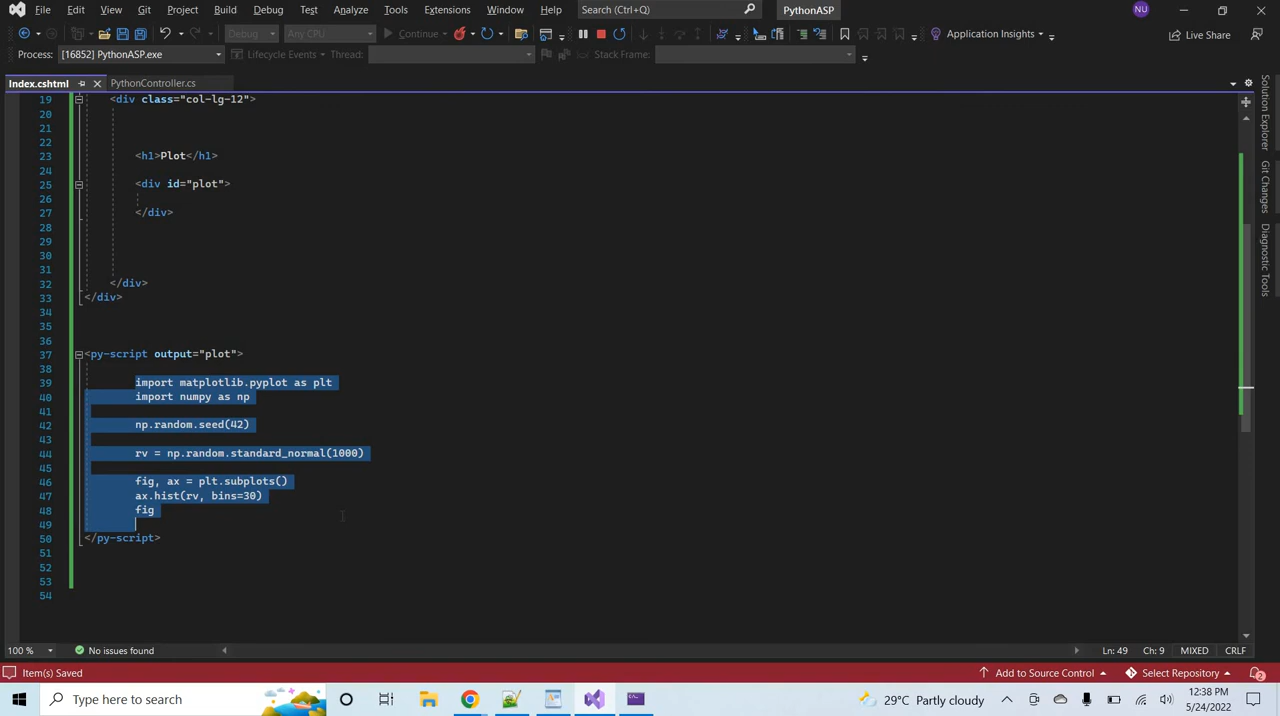 File Edit View Git Project Build Debug Test Analyze Tools Extensions Window Help Search (Ctrl+Q) PythonASP NU
Debug Any CPU Continue Application Insights Live Share
Process: [16852] PythonASP.exe Lifecycle Events Thread: Stack Frame:
Index.cshtml PythonController.cs
19 <div class="col-lg-12">
20
21
22
23 <h1>Plot</h1>
24
25 <div id="plot">
26
27 </div>
28
29
30
31
32 </div>
33 </div>
34
35
36
37 <py-script output="plot">
38
39 import matplotlib.pyplot as plt
40 import numpy as np
41
42 np.random.seed(42)
43
44 rv = np.random.standard_normal(1000)
45
46 fig, ax = plt.subplots()
47 ax.hist(rv, bins=30)
48 fig
49
50 </py-script>
51
52
53
54
Solution Explorer
Git Changes
Diagnostic Tools
100 % No issues found Ln: 49 Ch: 9 MIXED CRLF
Item(s) Saved Add to Source Control Select Repository 2
Type here to search 29°C Partly cloudy 12:38 PM
5/24/2022